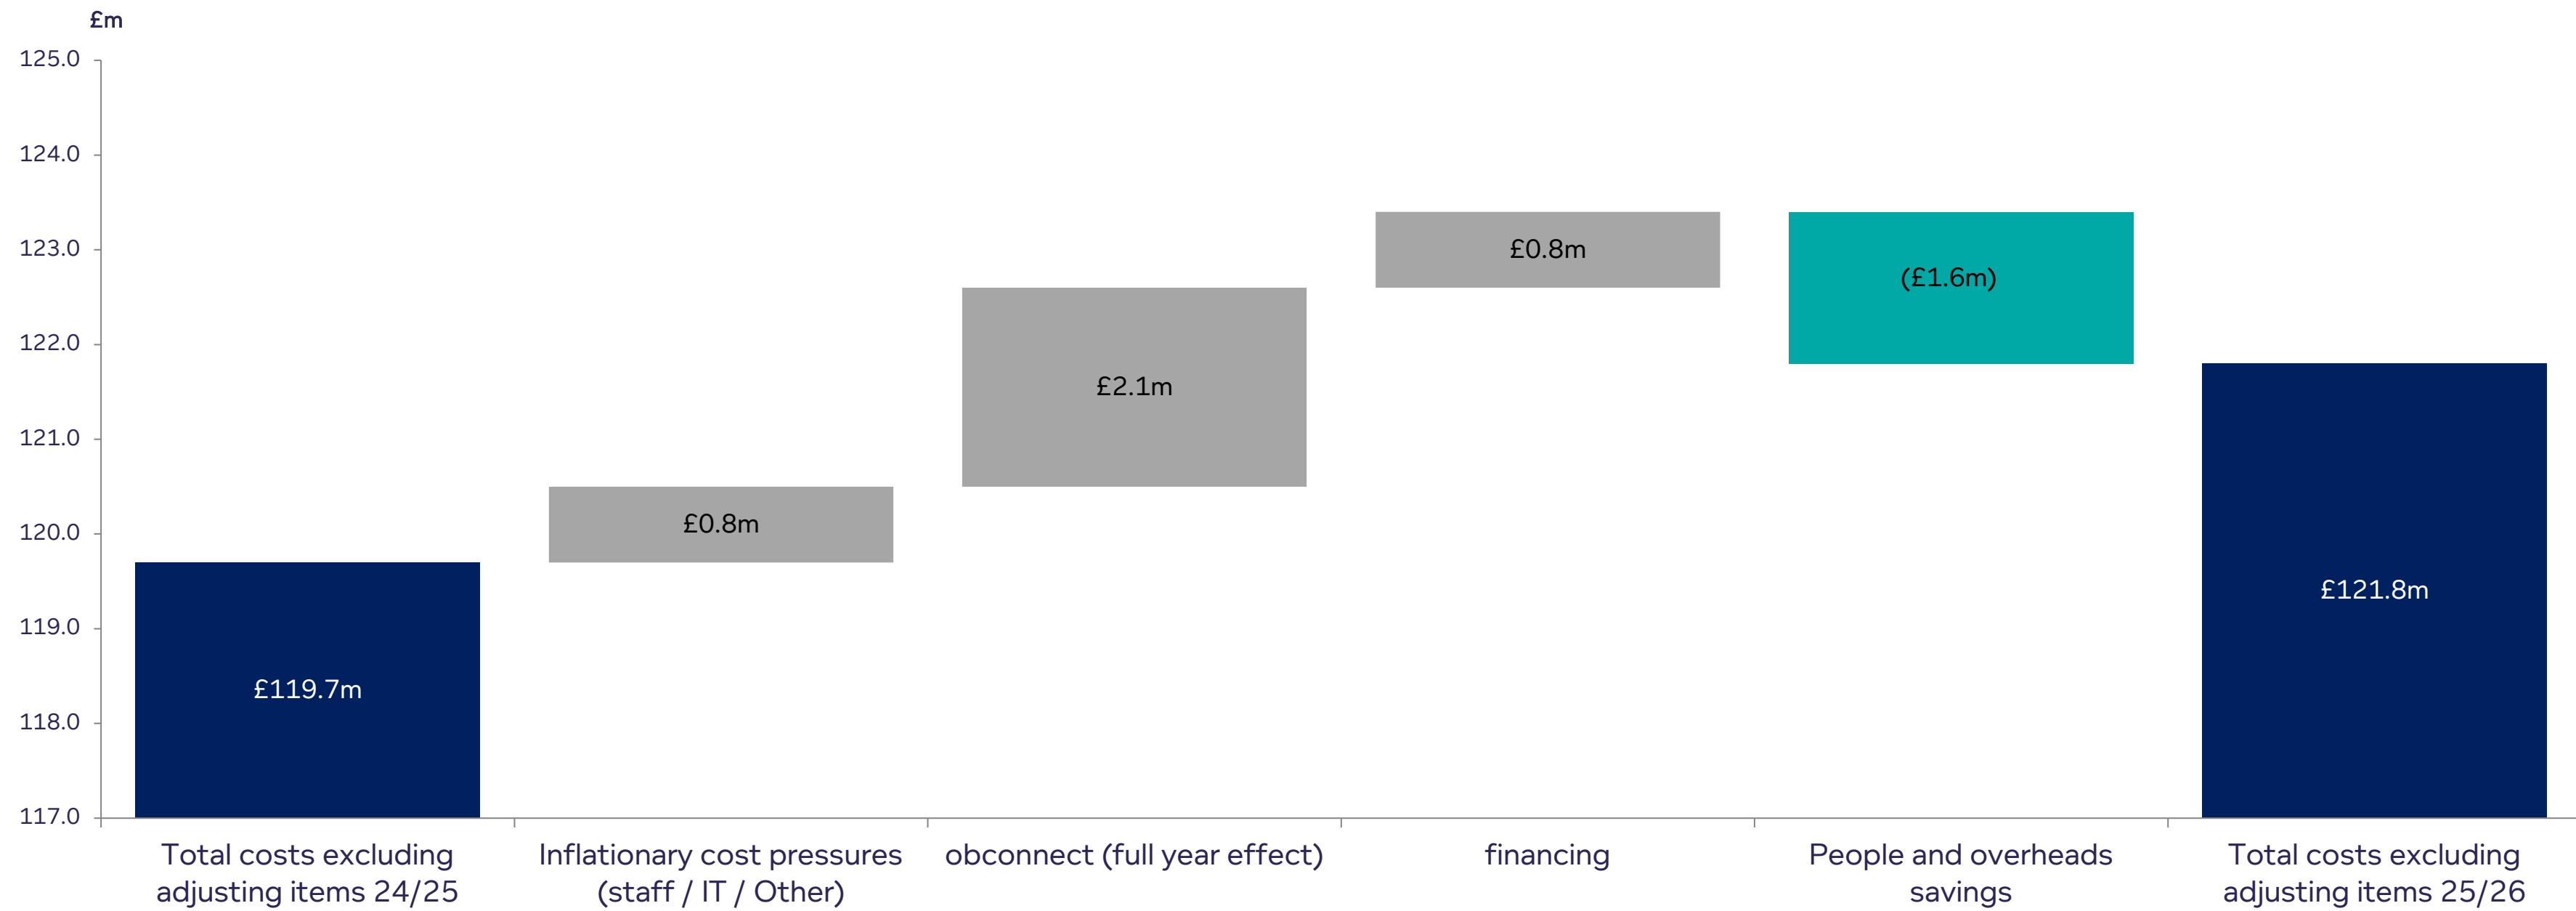 £m
125.0
124.0
123.0
122.0
121.0
120.0
119.0
118.0
117.0
£119.7m
£0.8m
£2.1m
£0.8m
(£1.6m)
£121.8m
Total costs excluding
adjusting items 24/25
Inflationary cost pressures
(staff / IT / Other)
obconnect (full year effect)
financing
People and overheads
savings
Total costs excluding
adjusting items 25/26